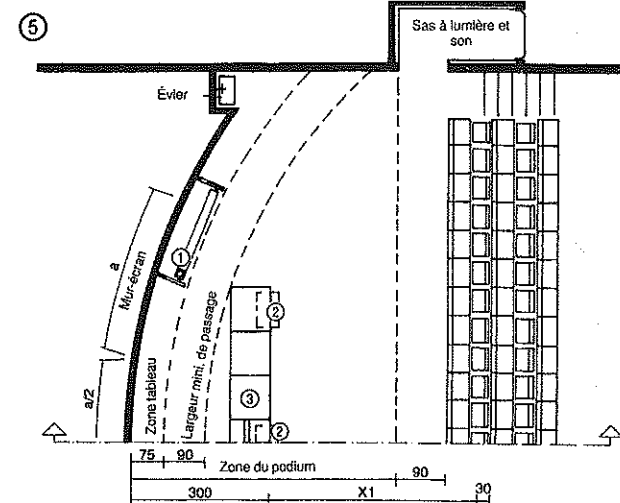 ⑤
Sas à lumière et
son
Évier
①
a
Mur-écran
a/2
Zone tableau
Largeur mini. de passage
②
③
②
75
90
Zone du podium
90
300
X1
30